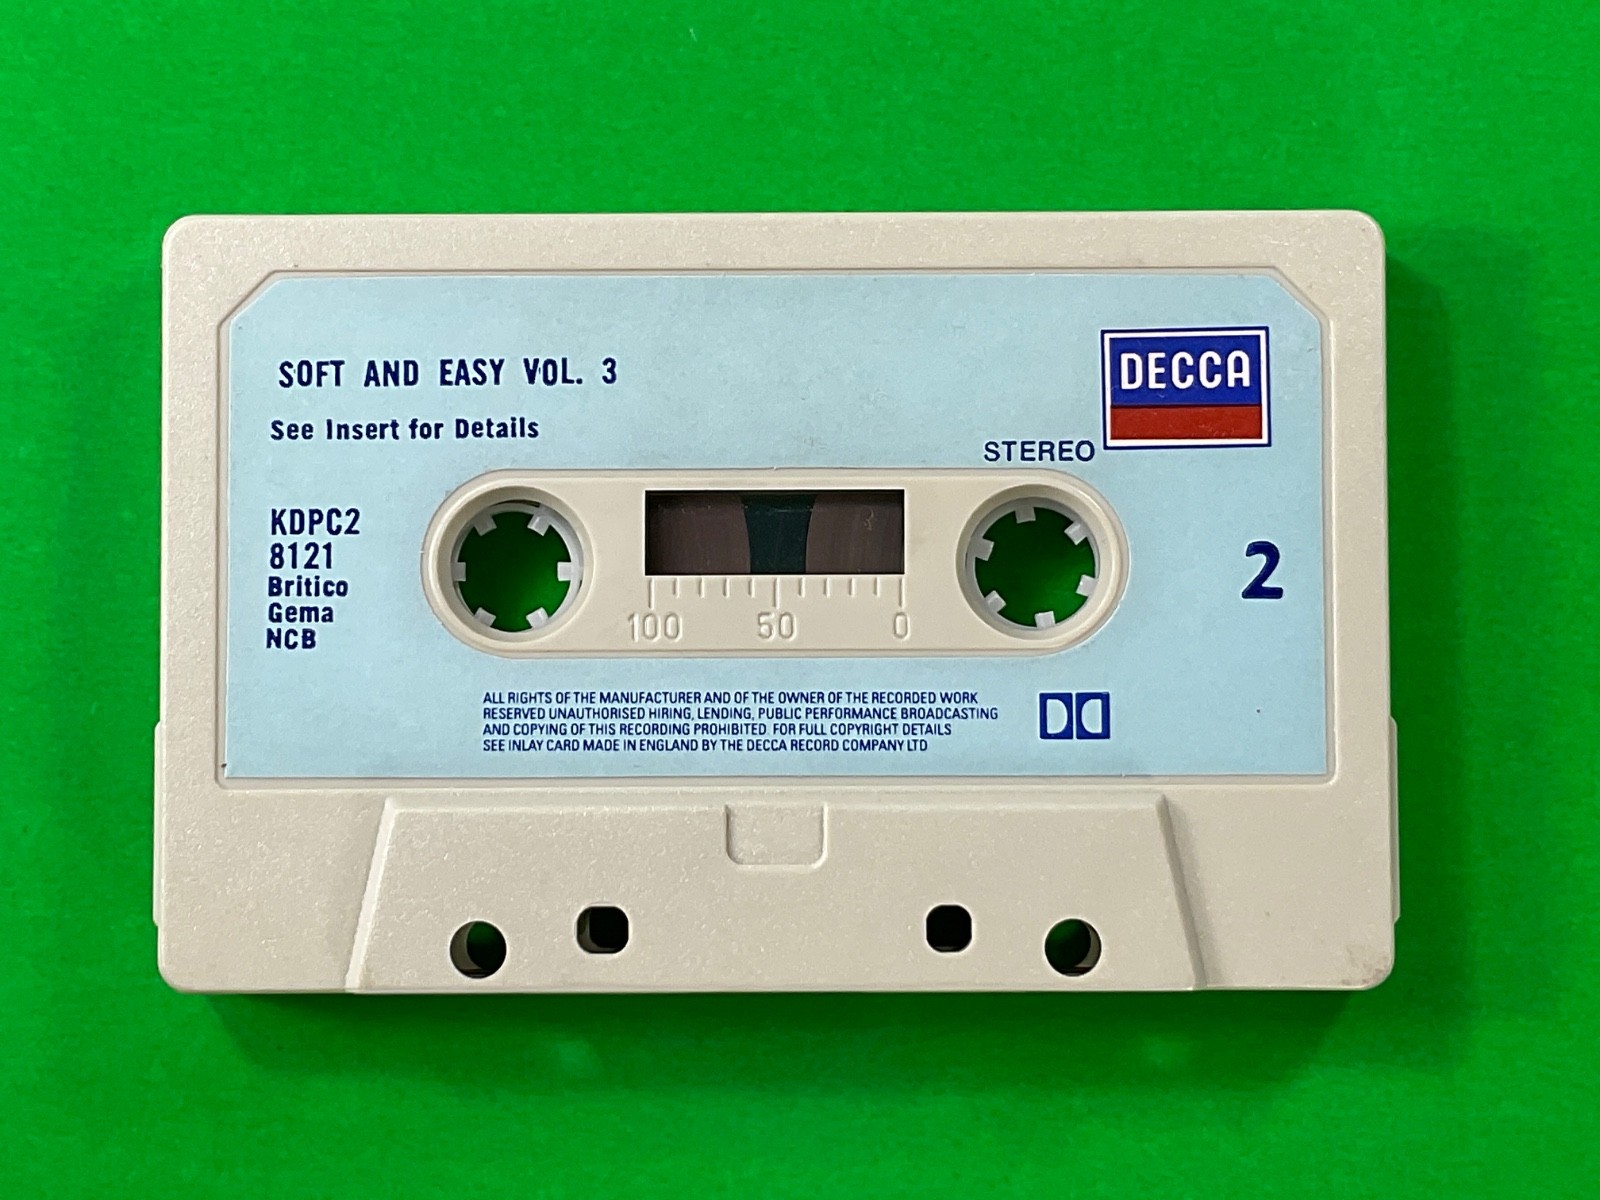 SOFT AND EASY VOL. 3
See Insert for Details
DECCA
STEREO
KDPC2
8121
Britico
Gema
NCB
2
100 50 0
ALL RIGHTS OF THE MANUFACTURER AND OF THE OWNER OF THE RECORDED WORK
RESERVED UNAUTHORISED HIRING, LENDING, PUBLIC PERFORMANCE BROADCASTING
AND COPYING OF THIS RECORDING PROHIBITED. FOR FULL COPYRIGHT DETAILS
SEE INLAY CARD MADE IN ENGLAND BY THE DECCA RECORD COMPANY LTD